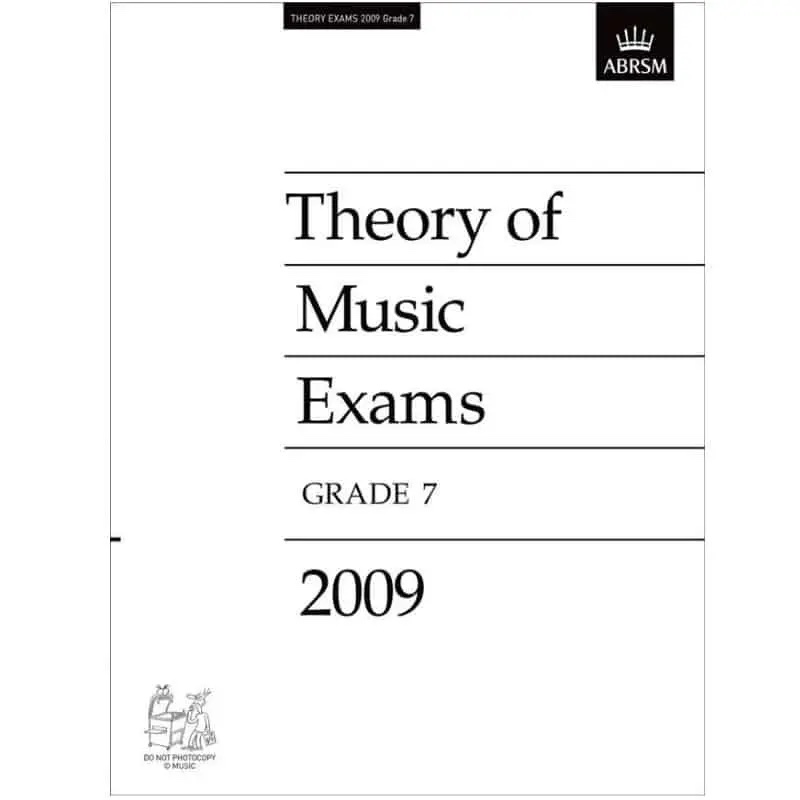 THEORY EXAMS 2009 Grade 7
ABRSM
Theory of
Music
Exams
GRADE 7
2009
DO NOT PHOTOCOPY
© MUSIC